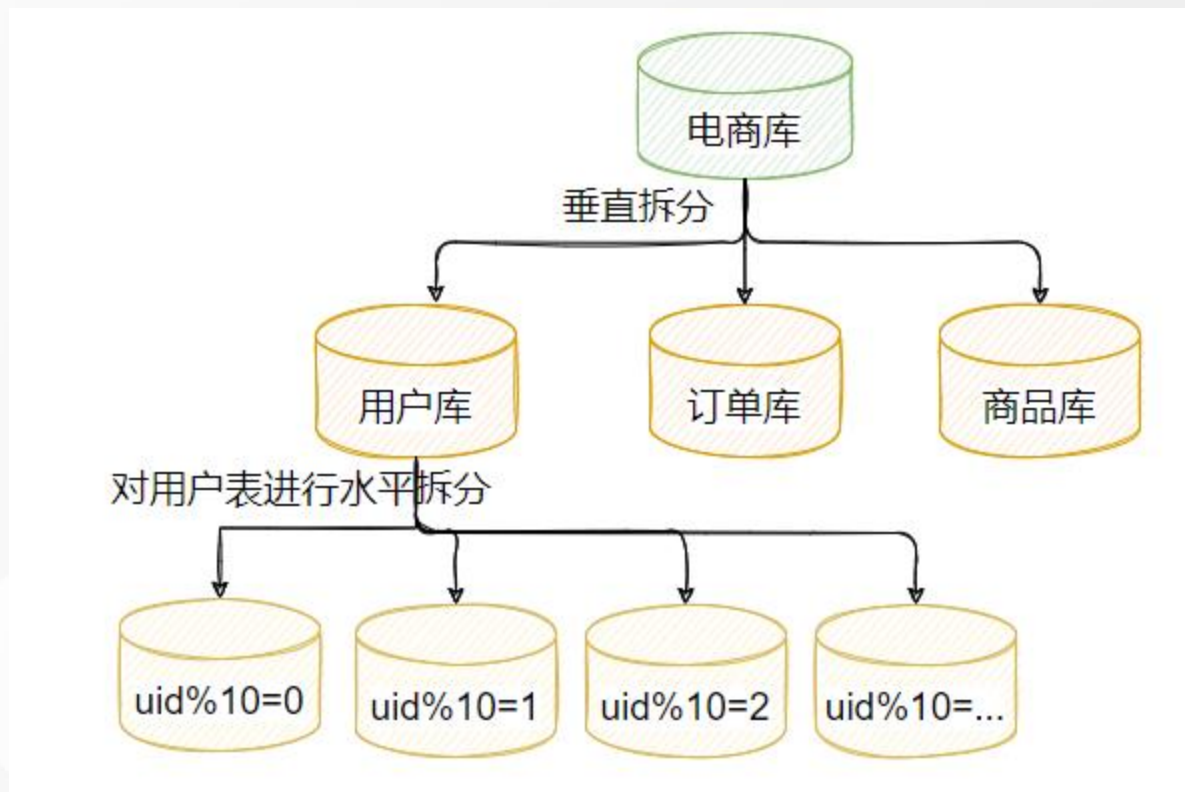 电商库
垂直拆分
用户库
订单库
商品库
对用户表进行水平拆分
uid%10=0
uid%10=1
uid%10=2
uid%10=...